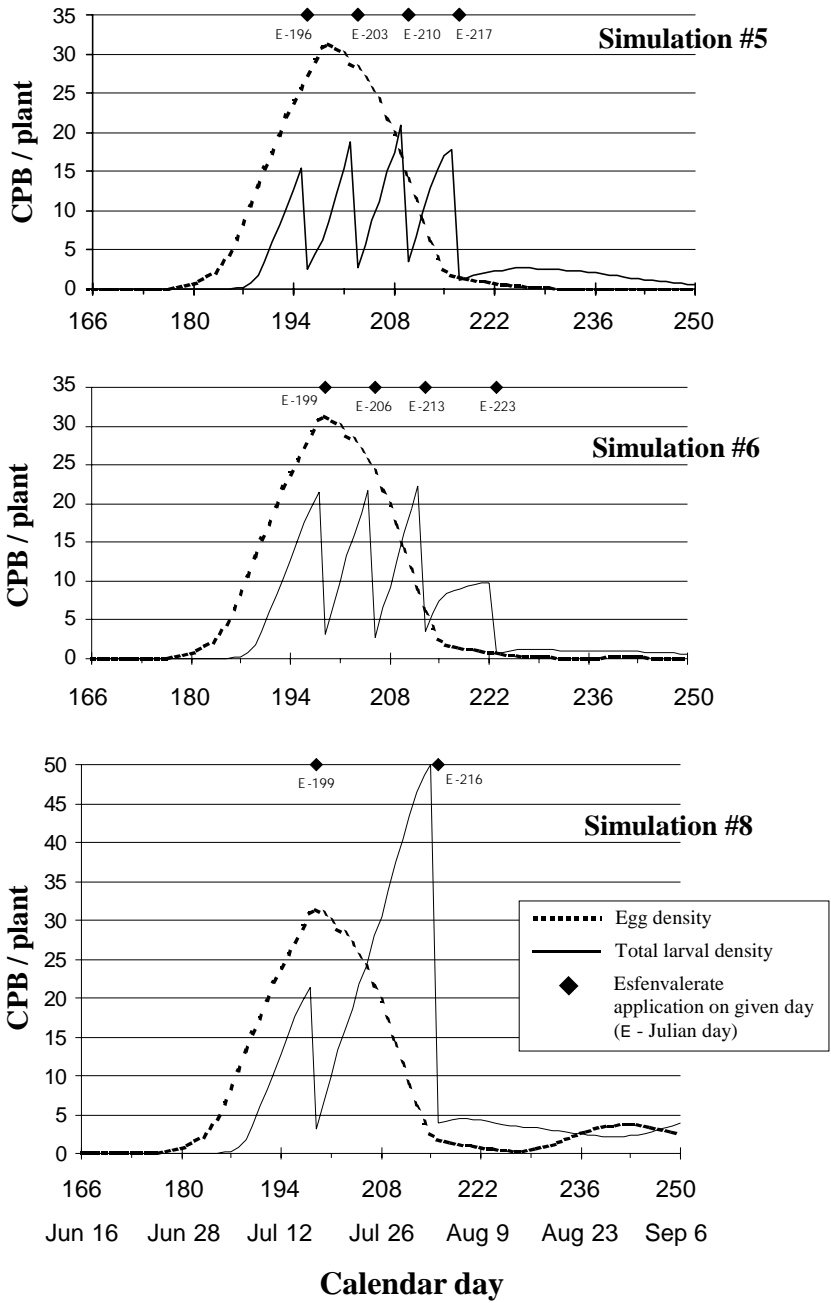 35
30
25
20
15
10
5
0
CPB / plant
E-196
E-203
E-210
E-217
Simulation #5
166 180 194 208 222 236 250
35
30
25
20
15
10
5
0
CPB / plant
E-199
E-206
E-213
E-223
Simulation #6
166 180 194 208 222 236 250
50
45
40
35
30
25
20
15
10
5
0
CPB / plant
E-199
E-216
Simulation #8
Egg density
Total larval density
Esfenvalerate
application on given day
(E - Julian day)
166 180 194 208 222 236 250
Jun 16 Jun 28 Jul 12 Jul 26 Aug 9 Aug 23 Sep 6
Calendar day